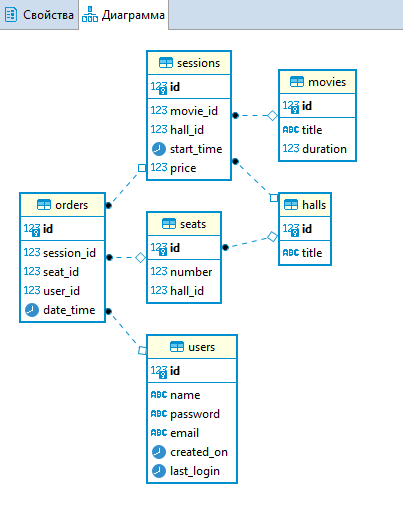 Свойства
Диаграмма
sessions
123 id
123 movie_id
123 hall_id
start_time
123 price
movies
123 id
ABC title
123 duration
orders
123 id
123 session_id
123 seat_id
123 user_id
date_time
seats
123 id
123 number
123 hall_id
halls
123 id
ABC title
users
123 id
ABC name
ABC password
ABC email
created_on
last_login